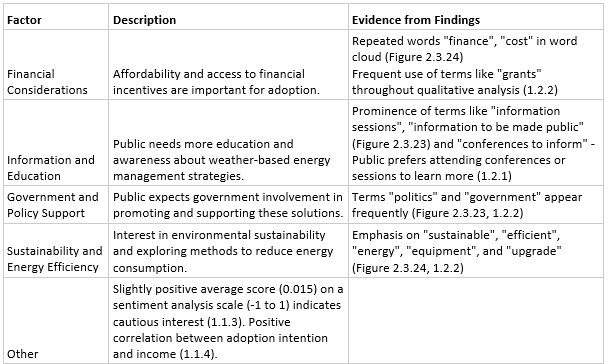 Factor Description Evidence from Findings
Repeated words "finance", "cost" in word
cloud (Figure 2.3.24)
Financial Affordability and access to financial Frequent use of terms like "grants"
Considerations incentives are important for adoption. throughout qualitative analysis (1.2.2)
Prominence of terms like "information
sessions", "information to be made public"
Public needs more education and (Figure 2.3.23) and "conferences to inform" -
Information and awareness about weather-based energy Public prefers attending conferences or
Education management strategies. sessions to learn more (1.2.1)
Government and Public expects government involvement in Terms "politics" and "government" appear
Policy Support promoting and supporting these solutions. frequently (Figure 2.3.23, 1.2.2)
Interest in environmental sustainability Emphasis on "sustainable", "efficient",
Sustainability and and exploring methods to reduce energy "energy", "equipment", and "upgrade"
Energy Efficiency consumption. (Figure 2.3.24, 1.2.2)
Slightly positive average score (0.015) on a
sentiment analysis scale (-1 to 1) indicates
cautious interest (1.1.3). Positive
correlation between adoption intention
Other and income (1.1.4).